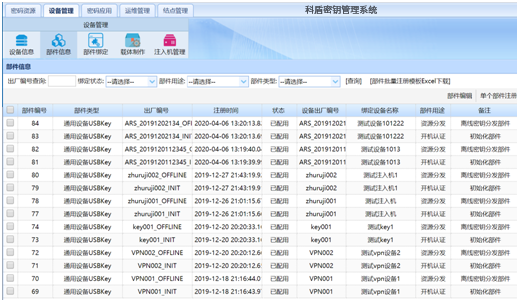 密码资源 设备管理 密码应用 运维管理 结点管理 科盾密钥管理系统
设备管理
设备信息 部件信息 部件绑定 载体制作 注入机管理
部件信息
出厂编号查询: 绑定状态: --请选择-- 部件用途: --请选择-- 部件类型: --请选择-- [查询] [部件批量注册模板Excel下载]
部件编辑 单个部件注册
部件编号 部件类型 出厂编号 注册时间 状态 设备出厂编号 绑定设备名称 部件用途 备注
84 通用设备USBKey ARS_20191202134_OFI 2020-04-06 13:20:13.8 已配用 ARS_201912021 测试设备101222 资源分发 离线密钥分发部件
83 通用设备USBKey ARS_20191202134_INI 2020-04-06 13:20:13.6 已配用 ARS_201912021 测试设备101222 开机认证 初始化部件
82 通用设备USBKey ARS_2019120112345_C 2020-04-06 13:19:40.0 已配用 ARS_201912011 测试设备1013 资源分发 离线密钥分发部件
81 通用设备USBKey ARS_2019120112345_I 2020-04-06 13:19:39.9 已配用 ARS_201912011 测试设备1013 开机认证 初始化部件
80 通用设备USBKey zhuruji002_OFFLINE 2019-12-27 21:43:19.9 已配用 zhuruji002 测试注入机1 资源分发 离线密钥分发部件
79 通用设备USBKey zhuruji002_INIT 2019-12-27 21:43:19.9 已配用 zhuruji002 测试注入机1 开机认证 初始化部件
78 通用设备USBKey zhuruji001_OFFLINE 2019-12-26 21:01:15.6 已配用 zhuruji001 测试注入机 资源分发 离线密钥分发部件
77 通用设备USBKey zhuruji001_INIT 2019-12-26 21:01:15.6 已配用 zhuruji001 测试注入机 开机认证 初始化部件
74 通用设备USBKey key001_OFFLINE 2019-12-20 20:20:33.1 已配用 key001 测试key1 资源分发 离线密钥分发部件
73 通用设备USBKey key001_INIT 2019-12-20 20:20:33.1 已配用 key001 测试key1 开机认证 初始化部件
72 通用设备USBKey VPN002_OFFLINE 2019-12-20 20:20:12.6 已配用 VPN002 测试vpn设备2 资源分发 离线密钥分发部件
71 通用设备USBKey VPN002_INIT 2019-12-20 20:20:12.6 已配用 VPN002 测试vpn设备2 开机认证 初始化部件
70 通用设备USBKey VPN001_OFFLINE 2019-12-18 21:16:44.0 已配用 VPN001 测试vpn设备1 资源分发 离线密钥分发部件
69 通用设备USBKey VPN001_INIT 2019-12-18 21:16:43.9 已配用 VPN001 测试vpn设备1 开机认证 初始化部件